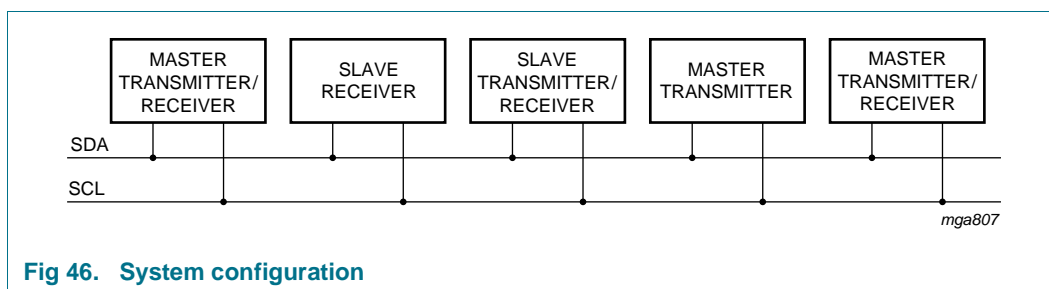 MASTER
TRANSMITTER/
RECEIVER
SLAVE
RECEIVER
SLAVE
TRANSMITTER/
RECEIVER
MASTER
TRANSMITTER
MASTER
TRANSMITTER/
RECEIVER
SDA
SCL
mga807
Fig 46. System configuration